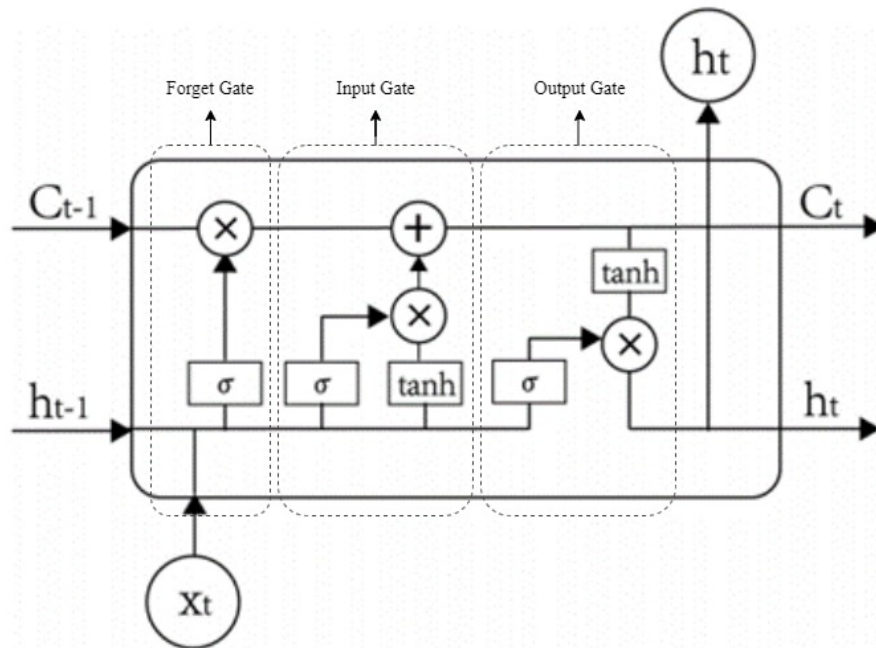 ht
Forget Gate
Input Gate
Output Gate
Ct-1
×
+
Ct
tanh
×
×
σ
σ
tanh
σ
ht-1
ht
xt